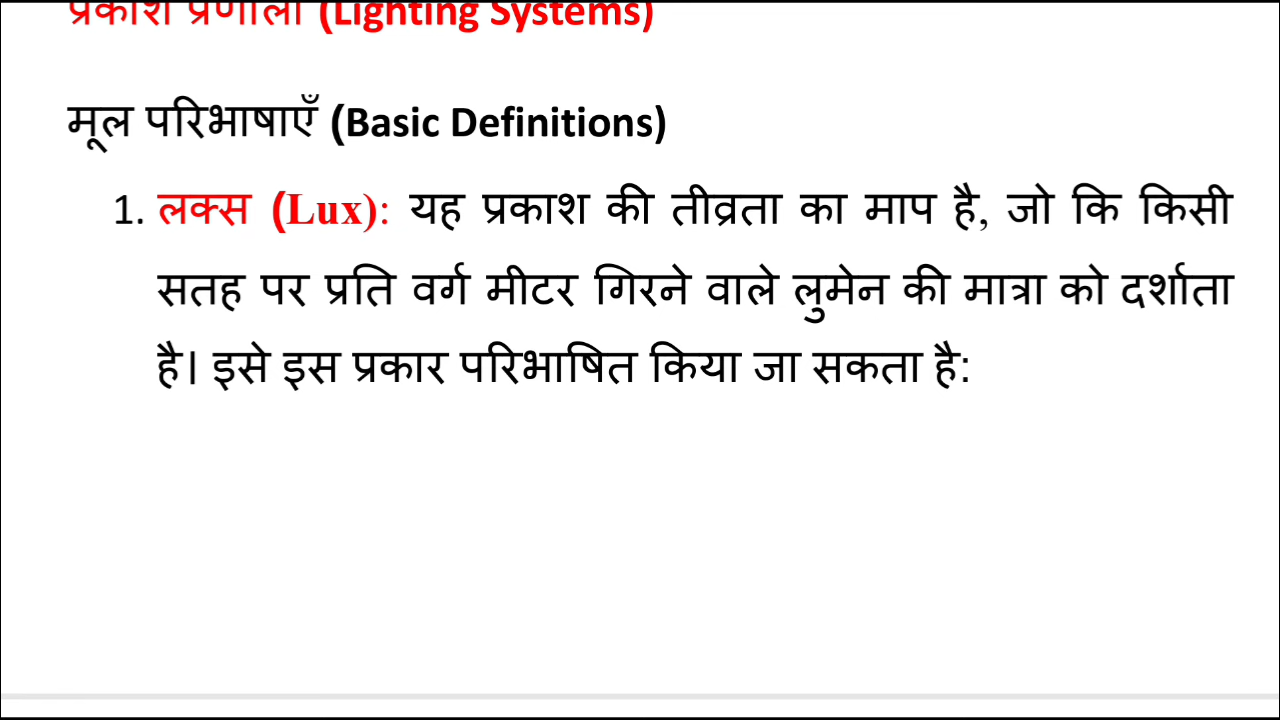 प्रकाश प्रणाली (Lighting Systems)
मूल परिभाषाएँ (Basic Definitions)
1. लक्स (Lux): यह प्रकाश की तीव्रता का माप है, जो कि किसी
सतह पर प्रति वर्ग मीटर गिरने वाले लुमेन की मात्रा को दर्शाता
है। इसे इस प्रकार परिभाषित किया जा सकता है: